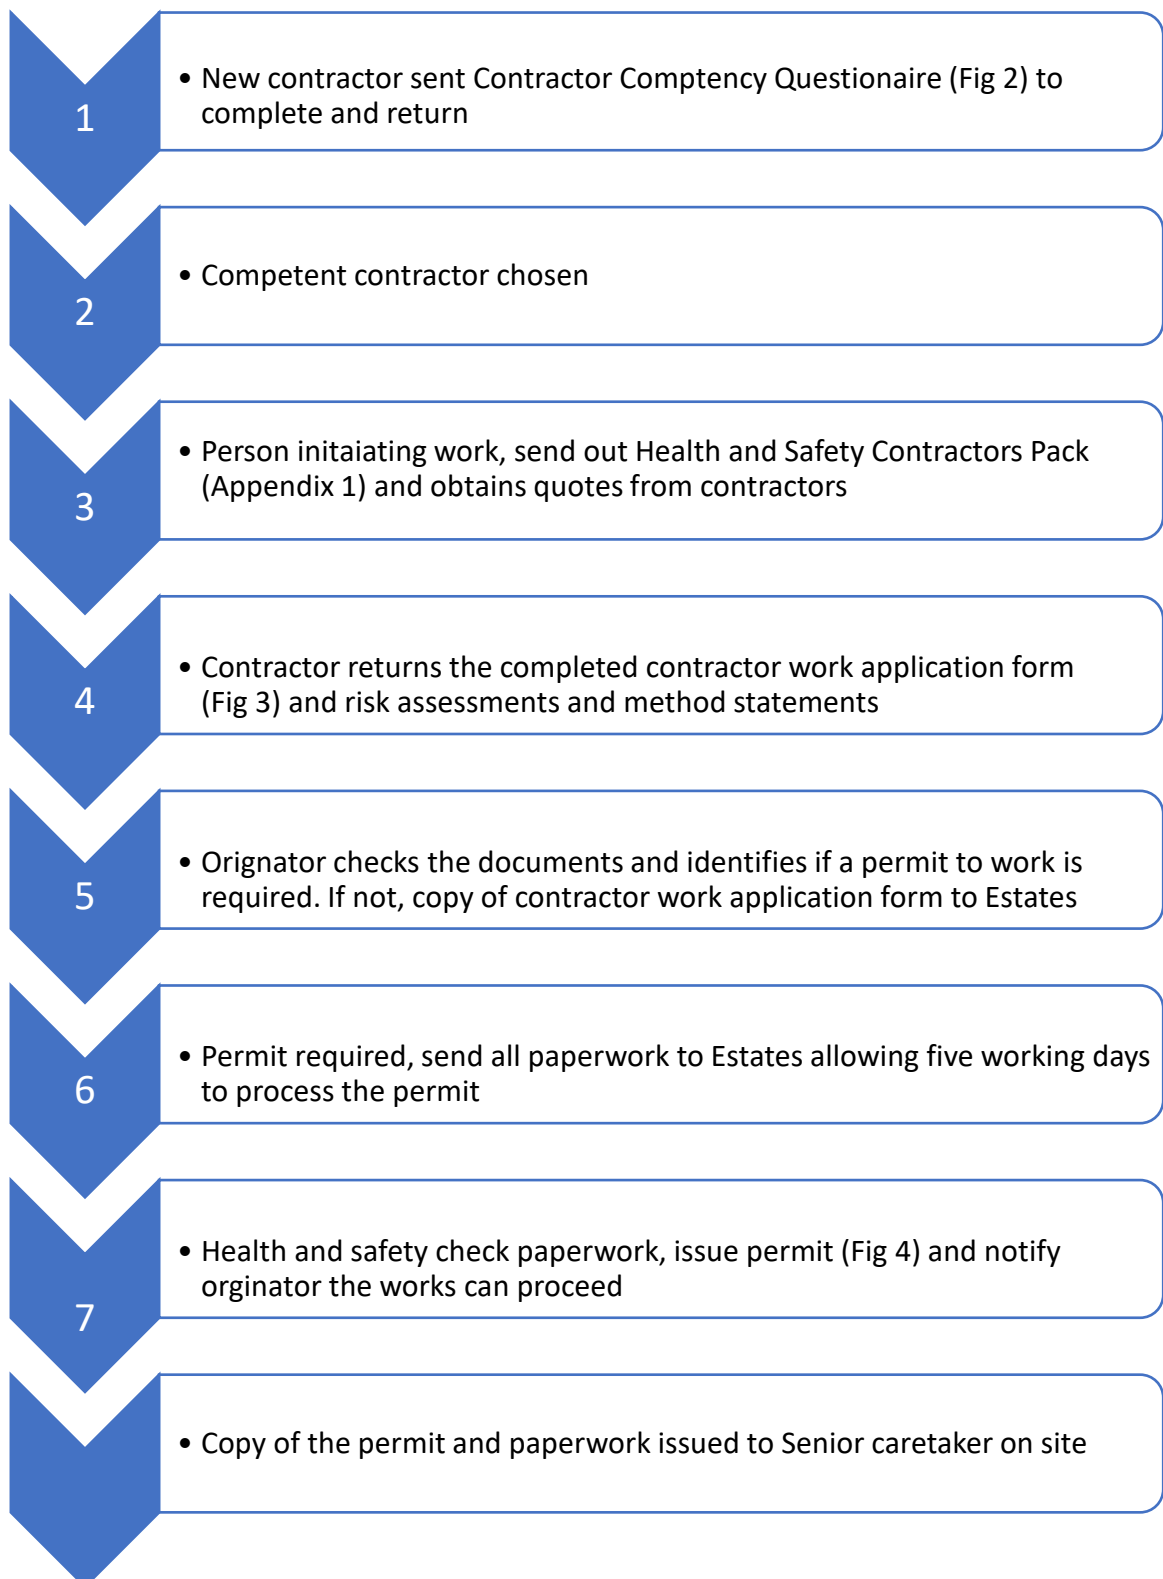 1
• New contractor sent Contractor Comptency Questionaire (Fig 2) to
complete and return
2
• Competent contractor chosen
3
• Person initaiating work, send out Health and Safety Contractors Pack
(Appendix 1) and obtains quotes from contractors
4
• Contractor returns the completed contractor work application form
(Fig 3) and risk assessments and method statements
5
• Orignator checks the documents and identifies if a permit to work is
required. If not, copy of contractor work application form to Estates
6
• Permit required, send all paperwork to Estates allowing five working days
to process the permit
7
• Health and safety check paperwork, issue permit (Fig 4) and notify
orginator the works can proceed
• Copy of the permit and paperwork issued to Senior caretaker on site